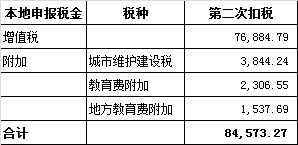 本地申报税金 税种 第二次扣税
增值税 76,884.79
附加 城市维护建设税 3,844.24
教育费附加 2,306.55
地方教育费附加 1,537.69
合计 84,573.27